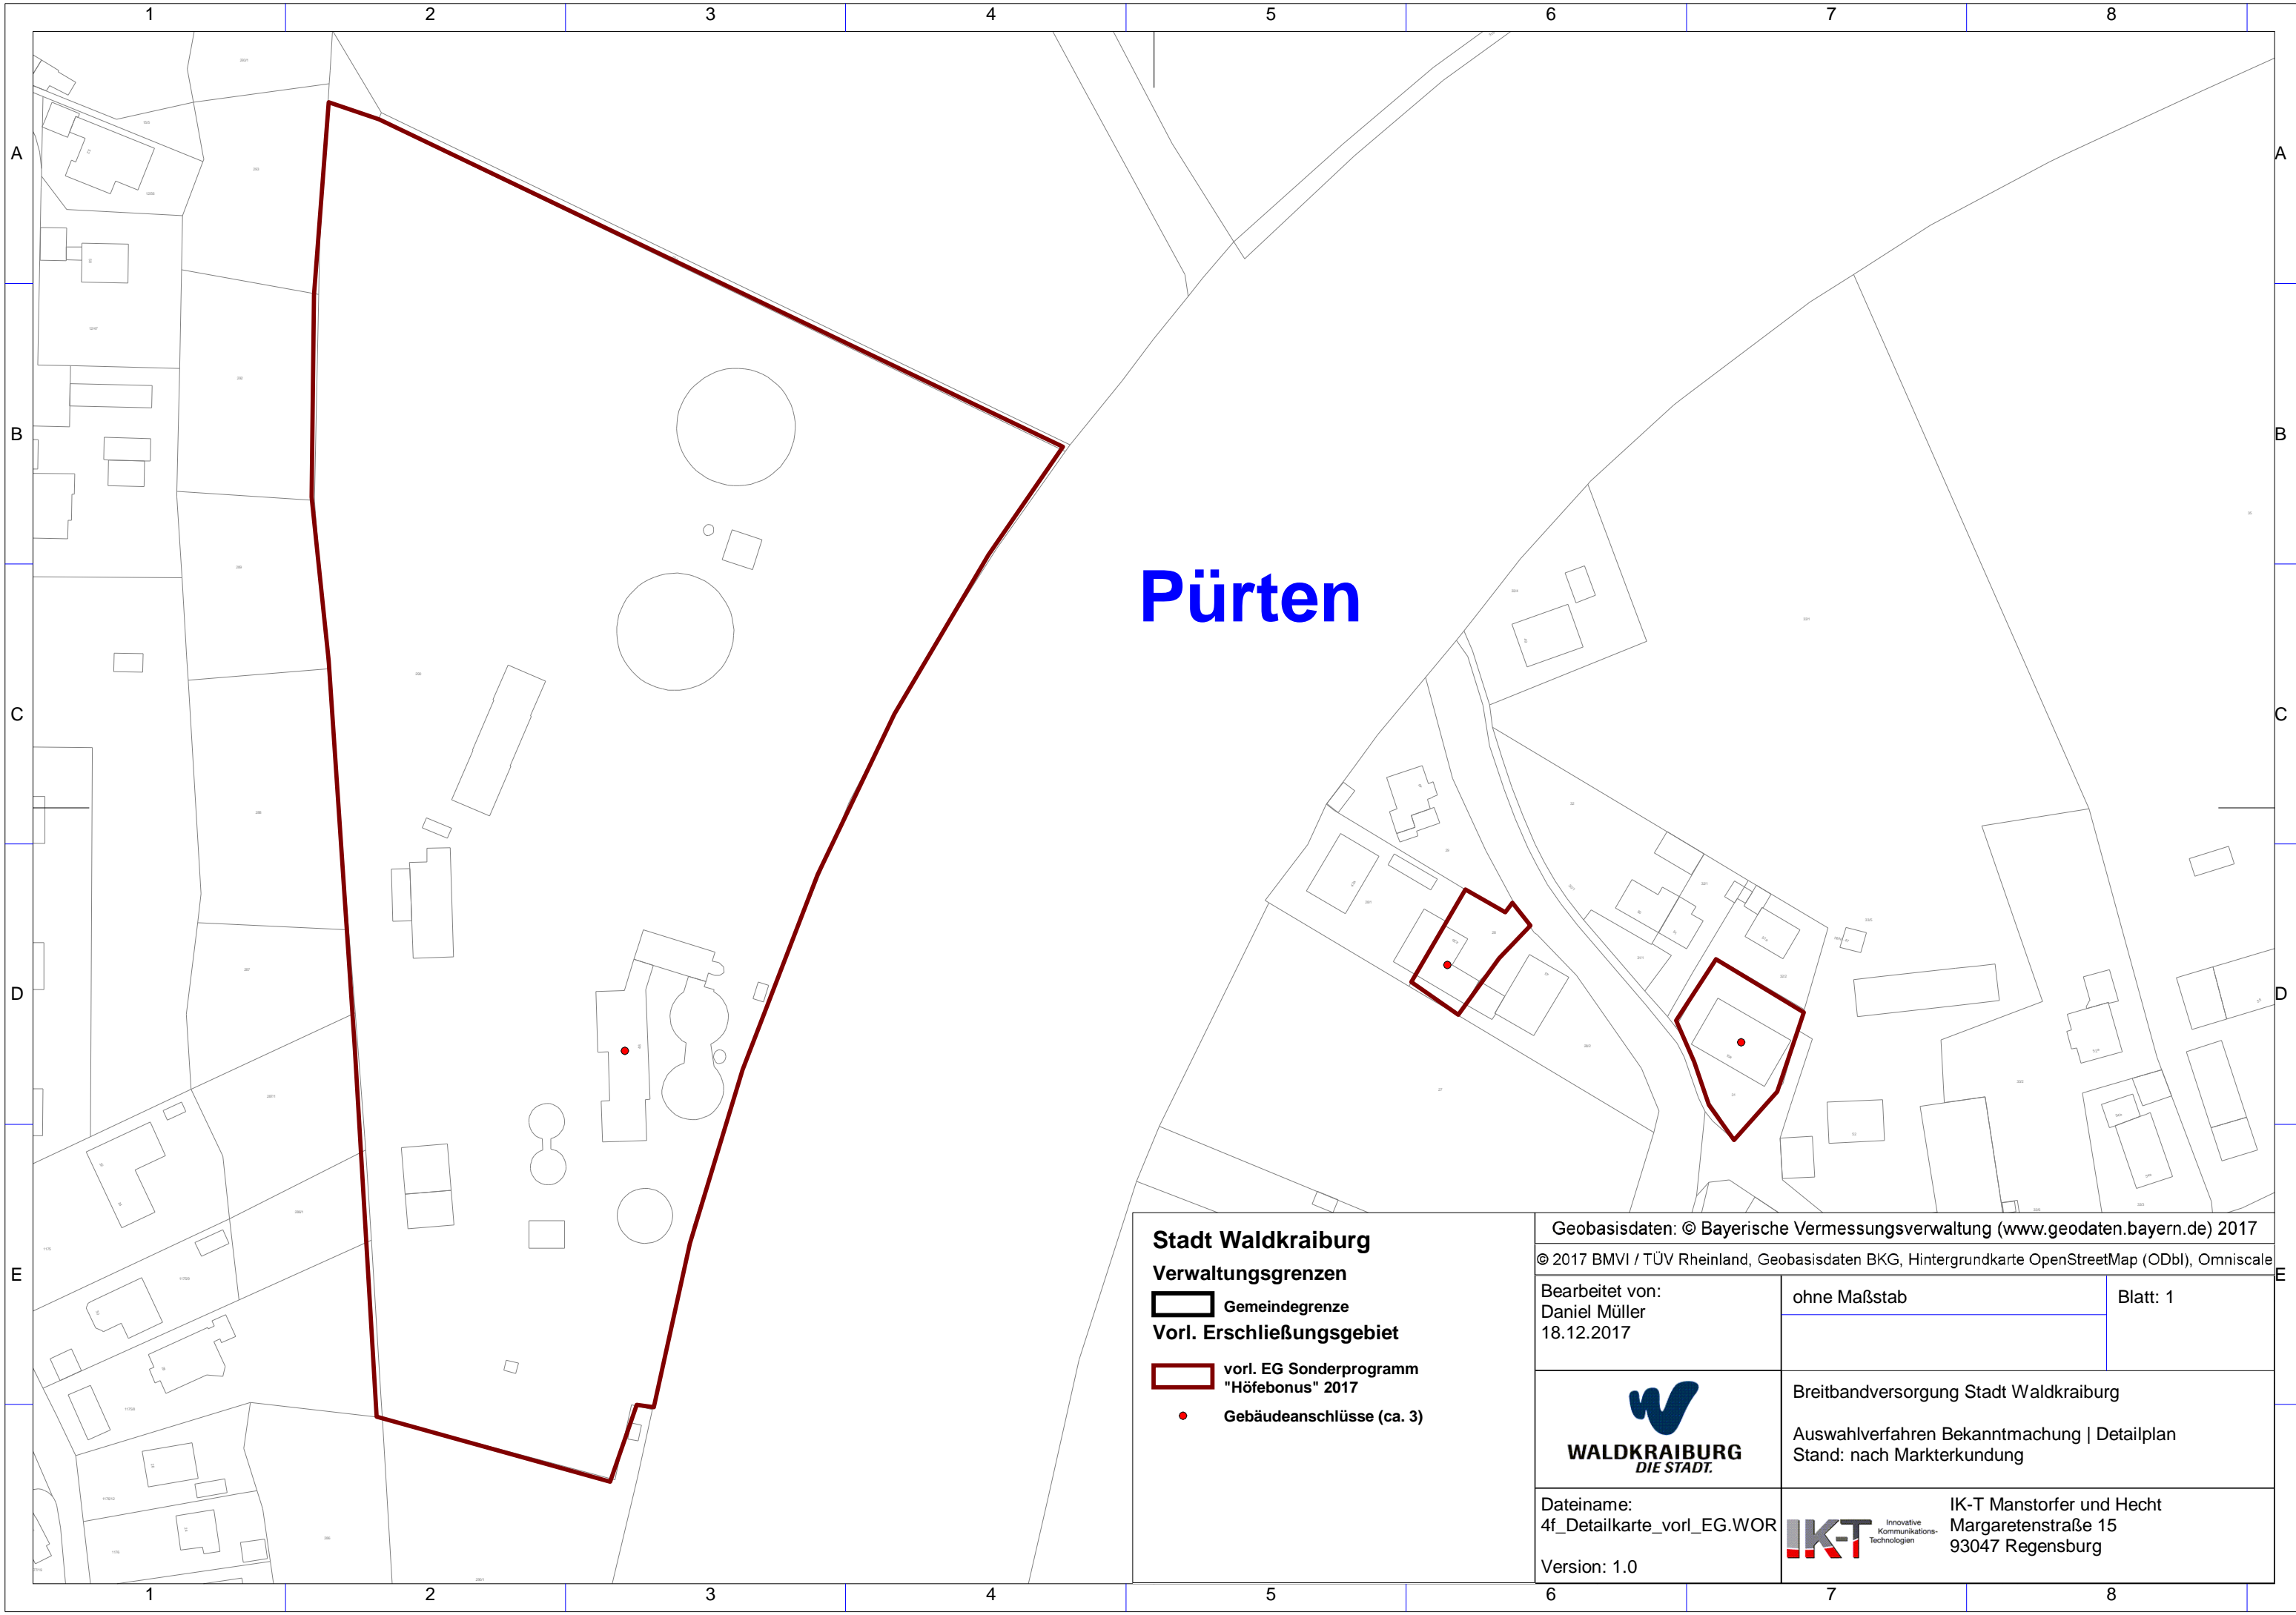 1 2 3 4 5 6 7 8
A A
B B
Pürten
C C
D D
E E
Stadt Waldkraiburg
Verwaltungsgrenzen
Gemeindegrenze
Vorl. Erschließungsgebiet
vorl. EG Sonderprogramm
"Höfebonus" 2017
Gebäudeanschlüsse (ca. 3)
Geobasisdaten: © Bayerische Vermessungsverwaltung (www.geodaten.bayern.de) 2017
© 2017 BMVI / TÜV Rheinland, Geobasisdaten BKG, Hintergrundkarte OpenStreetMap (ODbl), Omniscale
Bearbeitet von:
Daniel Müller
18.12.2017
ohne Maßstab
Blatt: 1
WALDKRAIBURG
DIE STADT.
Breitbandversorgung Stadt Waldkraiburg
Auswahlverfahren Bekanntmachung | Detailplan
Stand: nach Markterkundung
Dateiname:
4f_Detailkarte_vorl_EG.WOR
Version: 1.0
IK-T
Innovative
Kommunikations-
Technologien
IK-T Manstorfer und Hecht
Margaretenstraße 15
93047 Regensburg
1 2 3 4 5 6 7 8